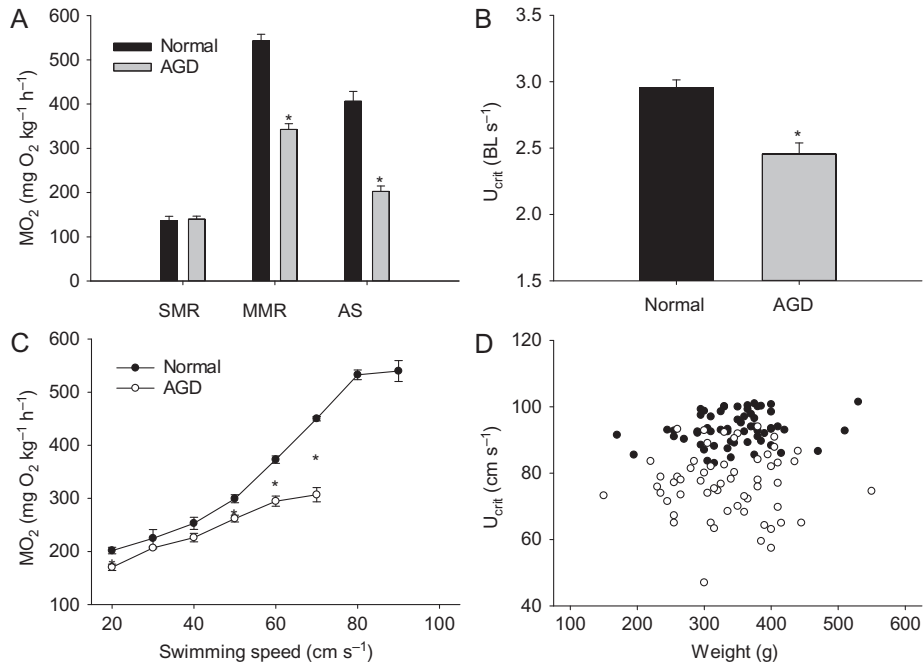 A
600
500
400
300
200
100
0
MO₂ (mg O₂ kg⁻¹ h⁻¹)
Normal
AGD
*
*
SMR MMR AS
B
3.5
3.0
2.5
2.0
1.5
U_crit (BL s⁻¹)
*
Normal AGD
C
600
500
400
300
200
100
MO₂ (mg O₂ kg⁻¹ h⁻¹)
Normal
AGD
*
*
*
*
20 40 60 80 100
Swimming speed (cm s⁻¹)
D
120
100
80
60
40
U_crit (cm s⁻¹)
100 200 300 400 500 600
Weight (g)